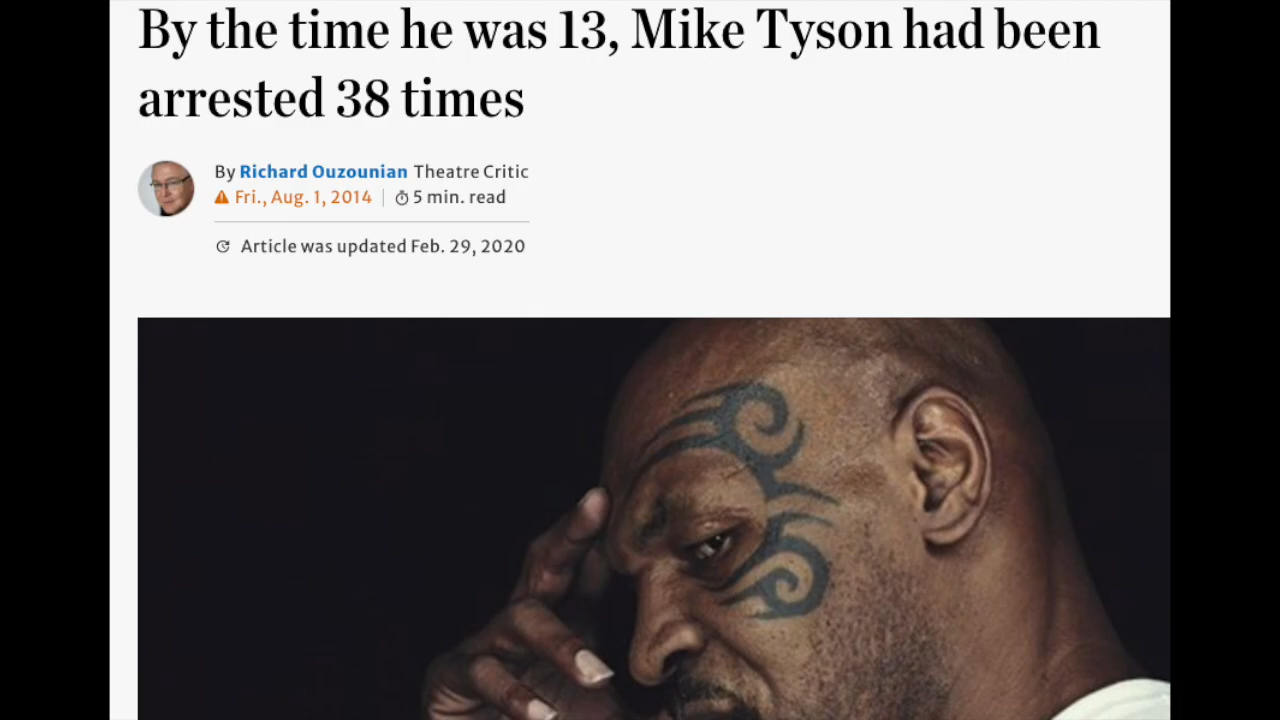 By the time he was 13, Mike Tyson had been
arrested 38 times
By Richard Ouzounian Theatre Critic
Fri., Aug. 1, 2014 5 min. read
Article was updated Feb. 29, 2020